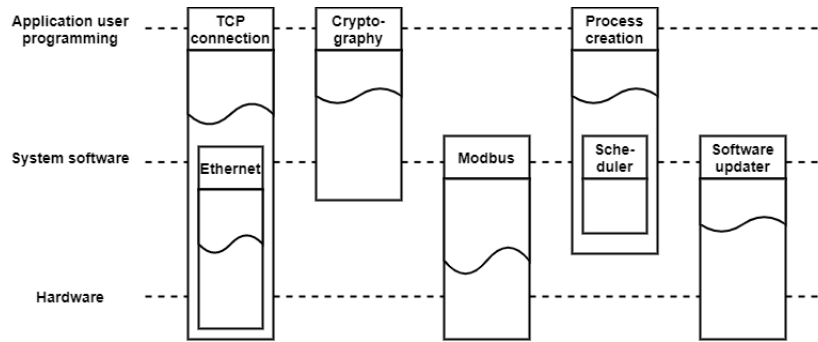 Application user
programming
TCP
connection
Crypto-
graphy
Process
creation
System software
Ethernet
Modbus
Sche-
duler
Software
updater
Hardware